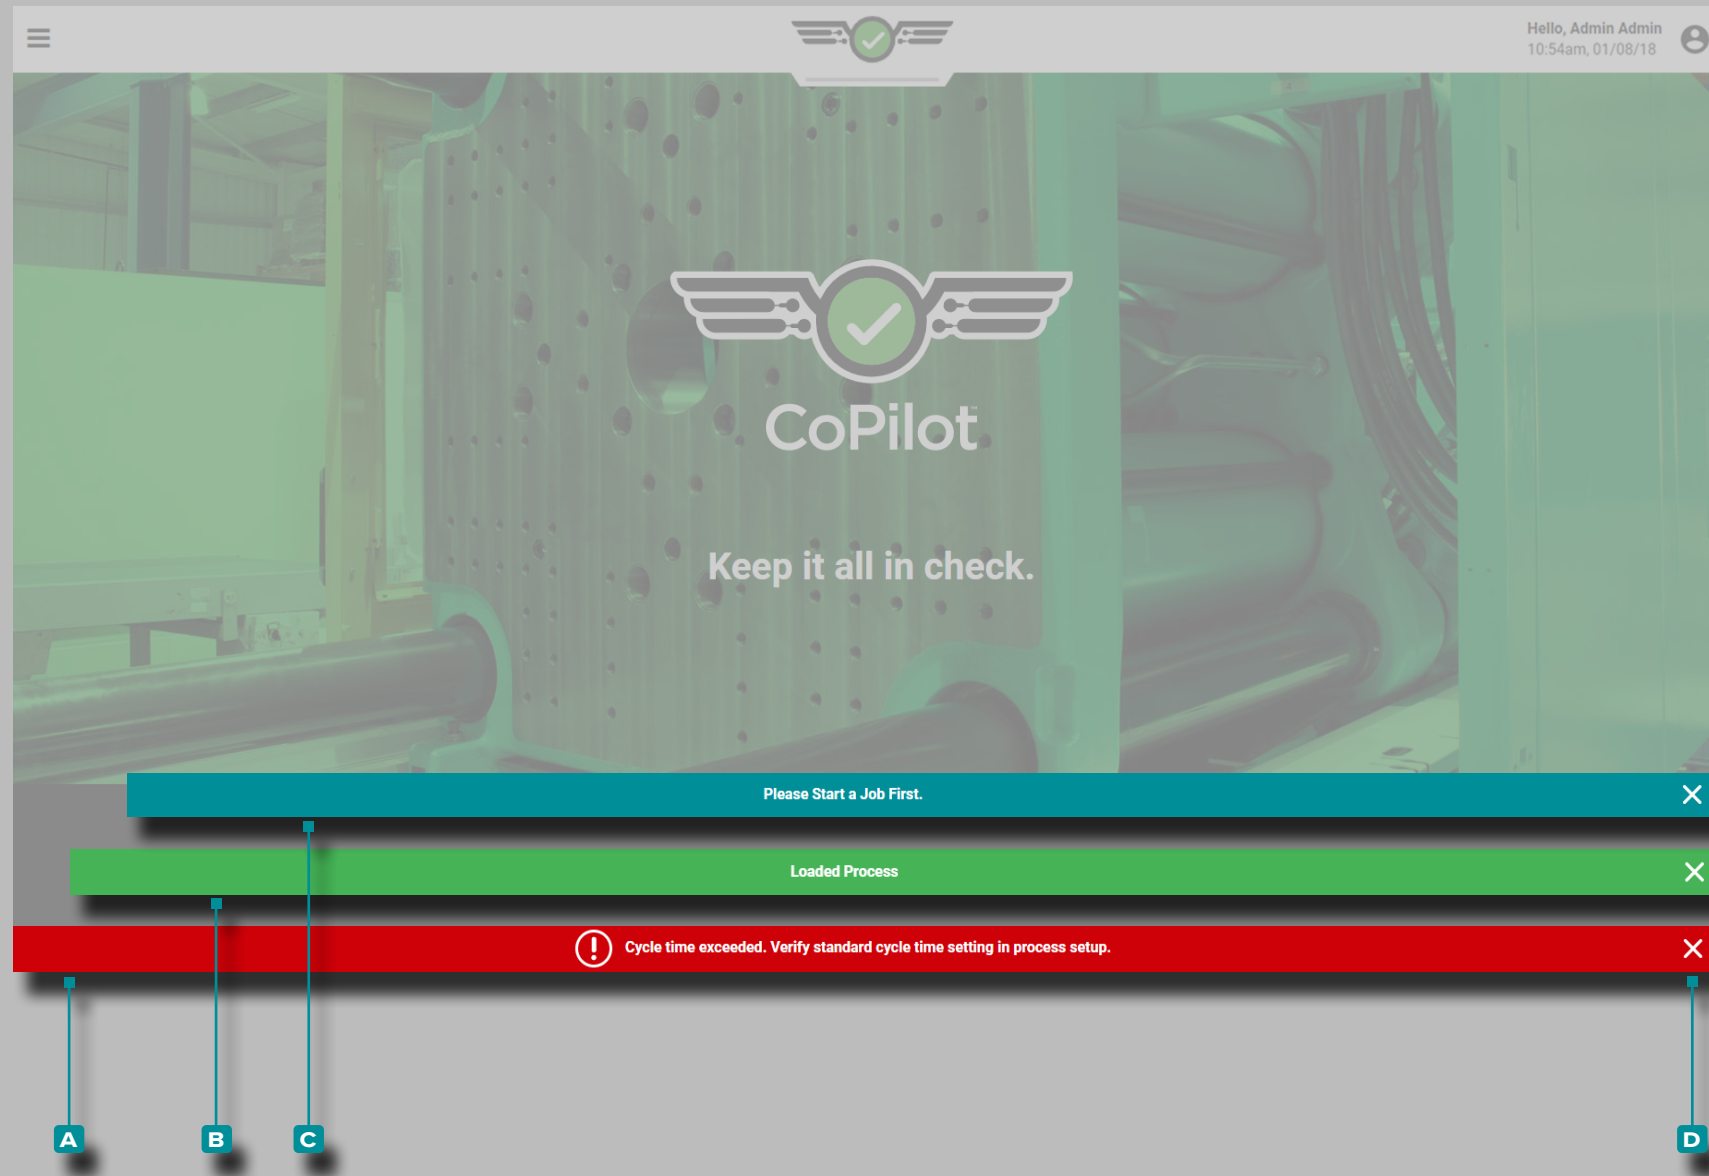 Hello, Admin Admin
10:54am, 01/08/18
CoPilot
Keep it all in check.
Please Start a Job First.
Loaded Process
Cycle time exceeded. Verify standard cycle time setting in process setup.
A
B
C
D